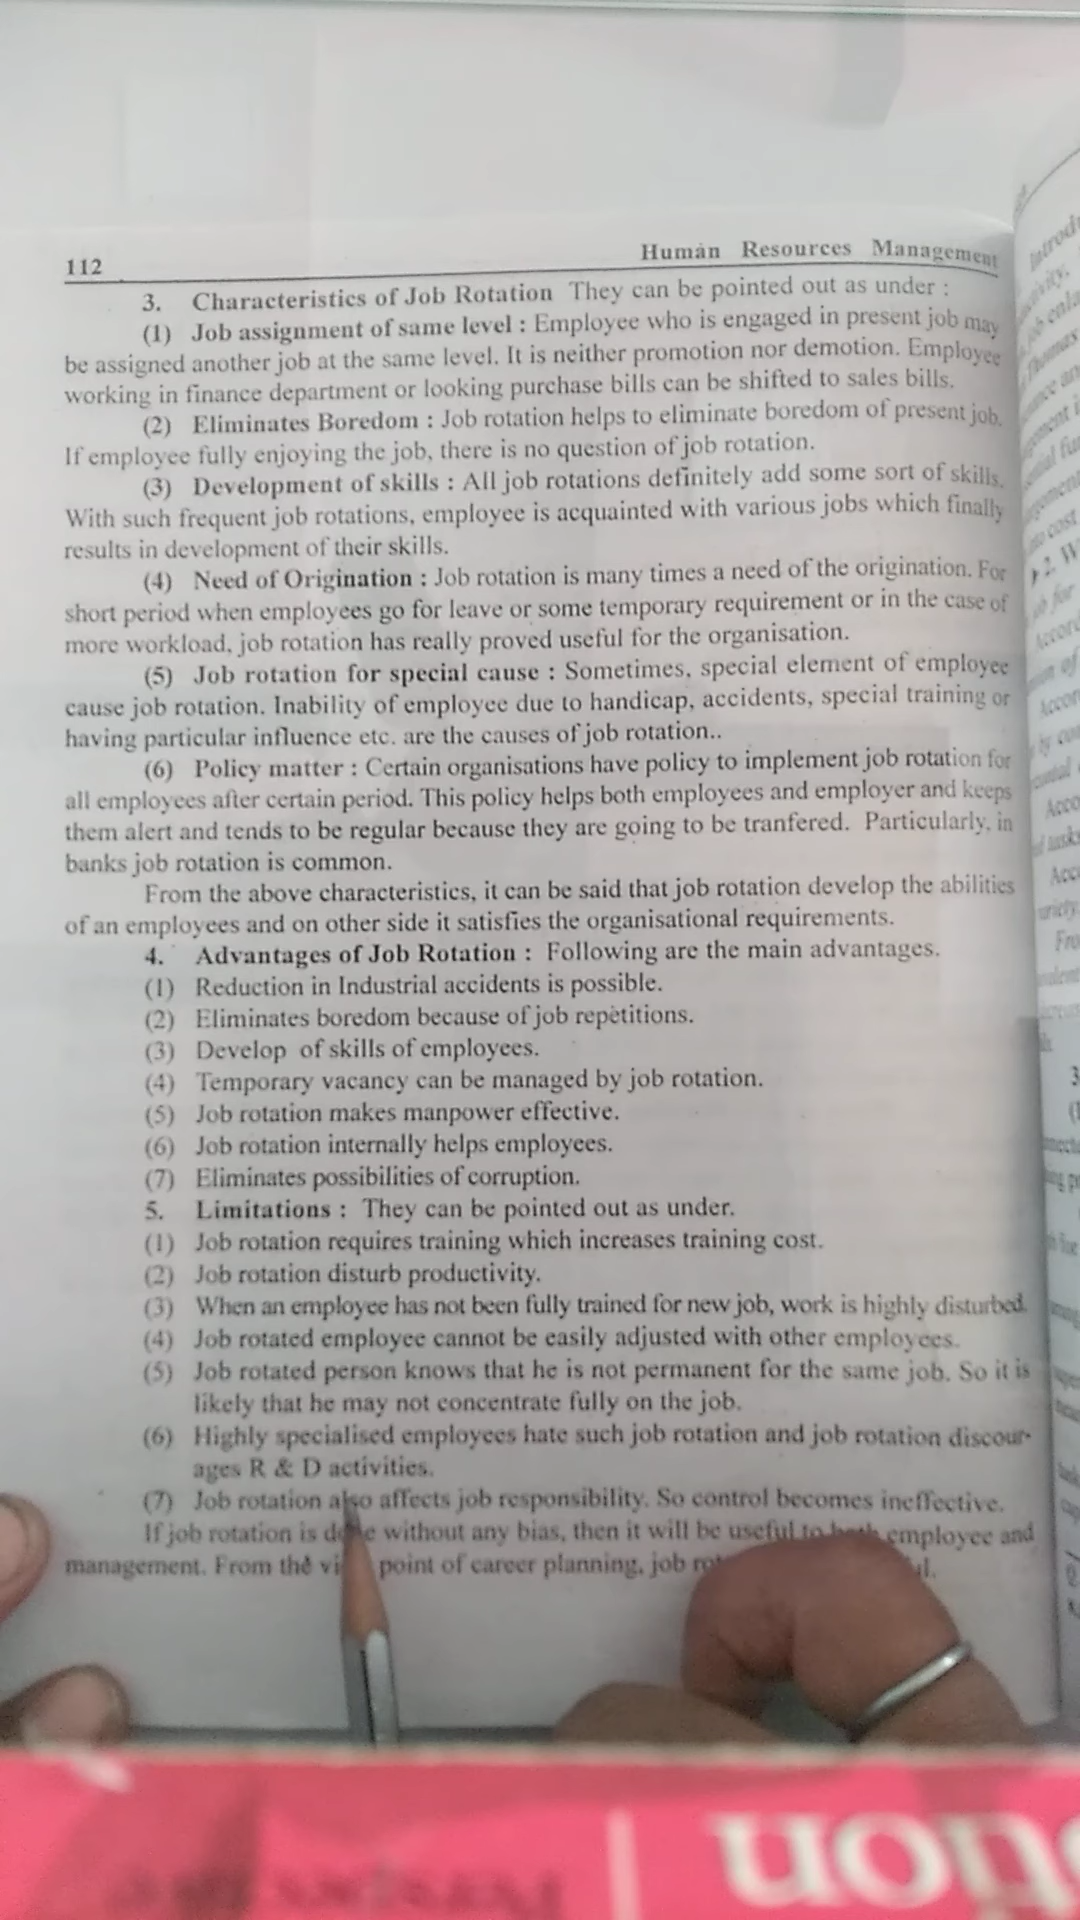 112
Human Resources Management
3. Characteristics of Job Rotation They can be pointed out as under :
(1) Job assignment of same level : Employee who is engaged in present job may
be assigned another job at the same level. It is neither promotion nor demotion. Employee
working in finance department or looking purchase bills can be shifted to sales bills.
(2) Eliminates Boredom : Job rotation helps to eliminate boredom of present job.
If employee fully enjoying the job, there is no question of job rotation.
(3) Development of skills : All job rotations definitely add some sort of skills.
With such frequent job rotations, employee is acquainted with various jobs which finally
results in development of their skills.
(4) Need of Origination : Job rotation is many times a need of the origination. For
short period when employees go for leave or some temporary requirement or in the case of
more workload, job rotation has really proved useful for the organisation.
(5) Job rotation for special cause : Sometimes, special element of employee
cause job rotation. Inability of employee due to handicap, accidents, special training or
having particular influence etc. are the causes of job rotation..
(6) Policy matter : Certain organisations have policy to implement job rotation for
all employees after certain period. This policy helps both employees and employer and keeps
them alert and tends to be regular because they are going to be tranfered. Particularly, in
banks job rotation is common.
From the above characteristics, it can be said that job rotation develop the abilities
of an employees and on other side it satisfies the organisational requirements.
4. Advantages of Job Rotation : Following are the main advantages.
(1) Reduction in Industrial accidents is possible.
(2) Eliminates boredom because of job repetitions.
(3) Develop of skills of employees.
(4) Temporary vacancy can be managed by job rotation.
(5) Job rotation makes manpower effective.
(6) Job rotation internally helps employees.
(7) Eliminates possibilities of corruption.
5. Limitations : They can be pointed out as under.
(1) Job rotation requires training which increases training cost.
(2) Job rotation disturb productivity.
(3) When an employee has not been fully trained for new job, work is highly disturbed.
(4) Job rotated employee cannot be easily adjusted with other employees.
(5) Job rotated person knows that he is not permanent for the same job. So it is
likely that he may not concentrate fully on the job.
(6) Highly specialised employees hate such job rotation and job rotation discour-
ages R & D activities.
(7) Job rotation also affects job responsibility. So control becomes ineffective.
If job rotation is done without any bias, then it will be useful to both employee and
management. From the point of career planning, job